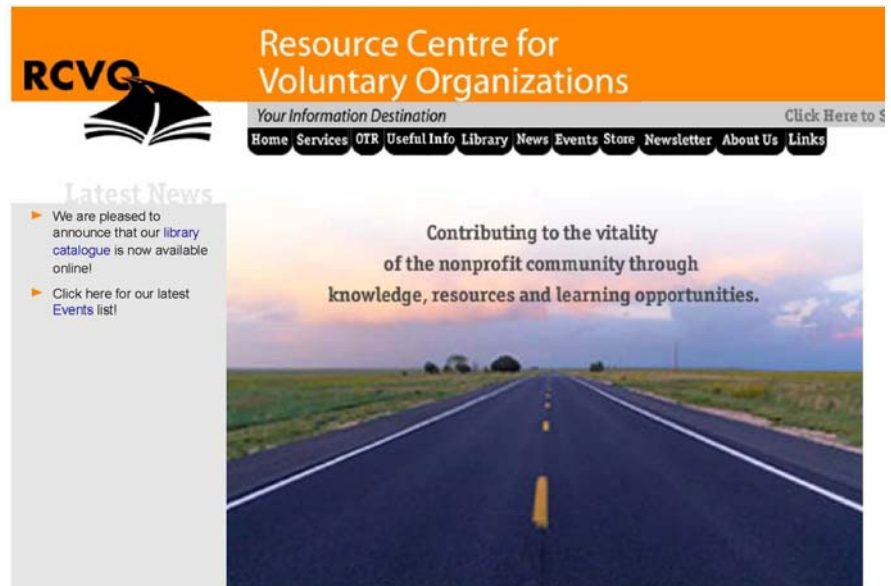 RCVO
Resource Centre for
Voluntary Organizations
Your Information Destination
Click Here to
Home Services OTR Useful Info Library News Events Store Newsletter About Us Links
Latest News
We are pleased to
announce that our library
catalogue is now available
online!
Click here for our latest
Events list!
Contributing to the vitality
of the nonprofit community through
knowledge, resources and learning opportunities.